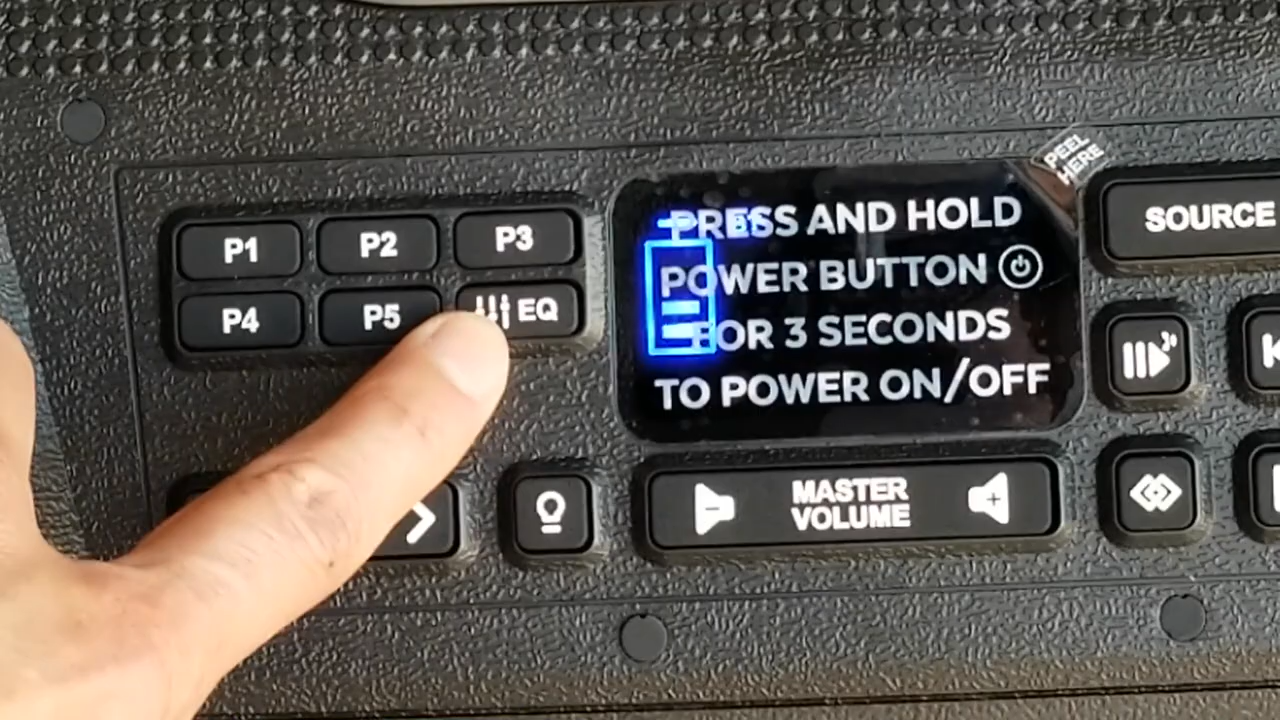 P1
P2
P3
P4
P5
EQ
PRESS AND HOLD
POWER BUTTON
FOR 3 SECONDS
TO POWER ON/OFF
PEEL
HERE
SOURCE
MASTER
VOLUME